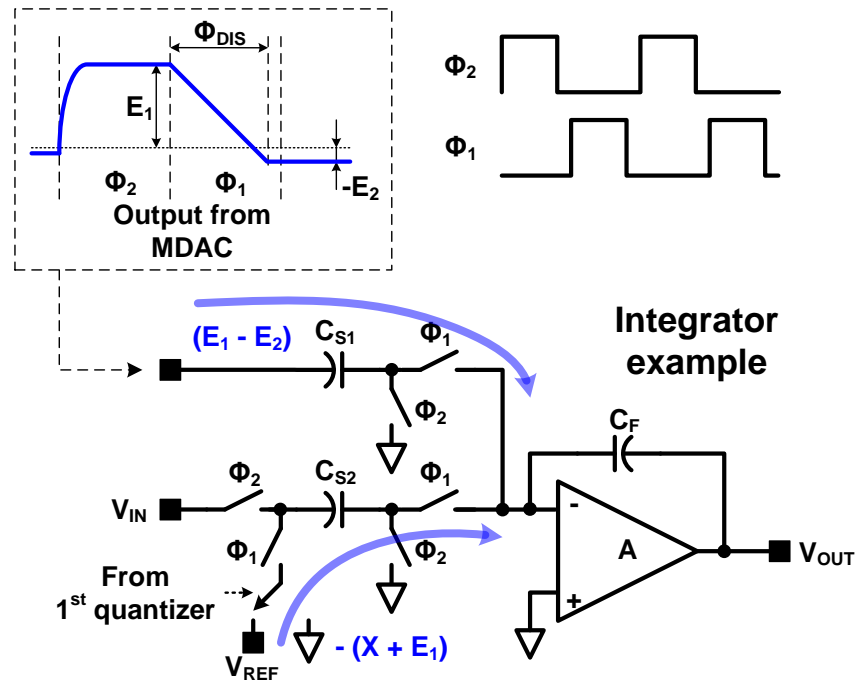 Φ_DIS
E_1
-E_2
Φ_2
Φ_1
Output from
MDAC
Φ_2
Φ_1
(E_1 - E_2)
C_S1
Φ_1
Φ_2
Integrator
example
C_F
Φ_2
C_S2
Φ_1
V_IN
Φ_1
Φ_2
-
A
+
V_OUT
From
1^st quantizer
V_REF
- (X + E_1)